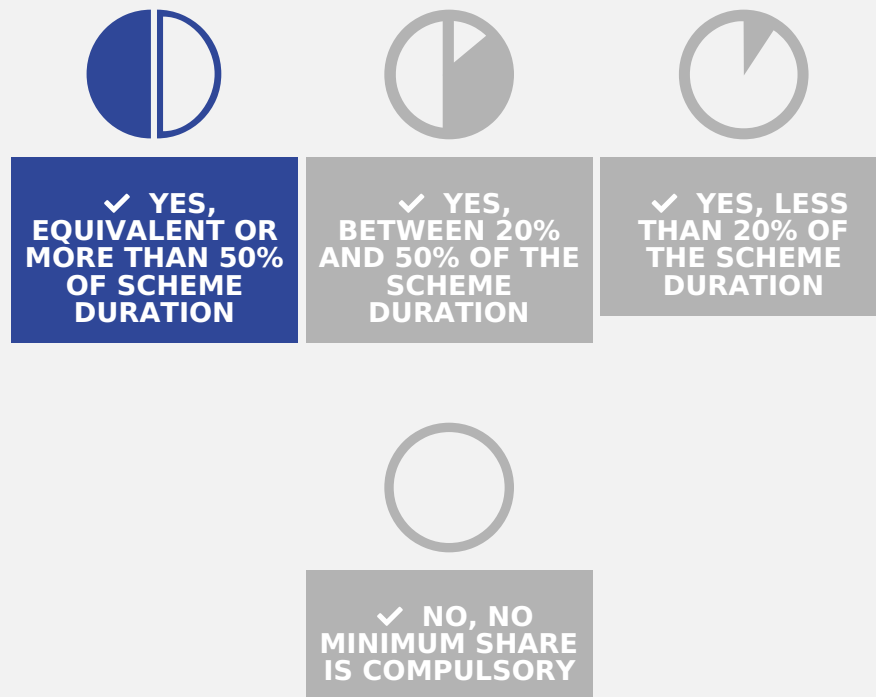 ✓ YES,
EQUIVALENT OR
MORE THAN 50%
OF SCHEME
DURATION
✓ YES,
BETWEEN 20%
AND 50% OF THE
SCHEME
DURATION
✓ YES, LESS
THAN 20% OF
THE SCHEME
DURATION
✓ NO, NO
MINIMUM SHARE
IS COMPULSORY